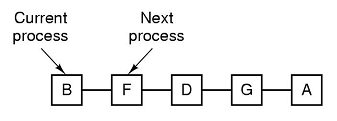 Current process
Next process
B F D G A